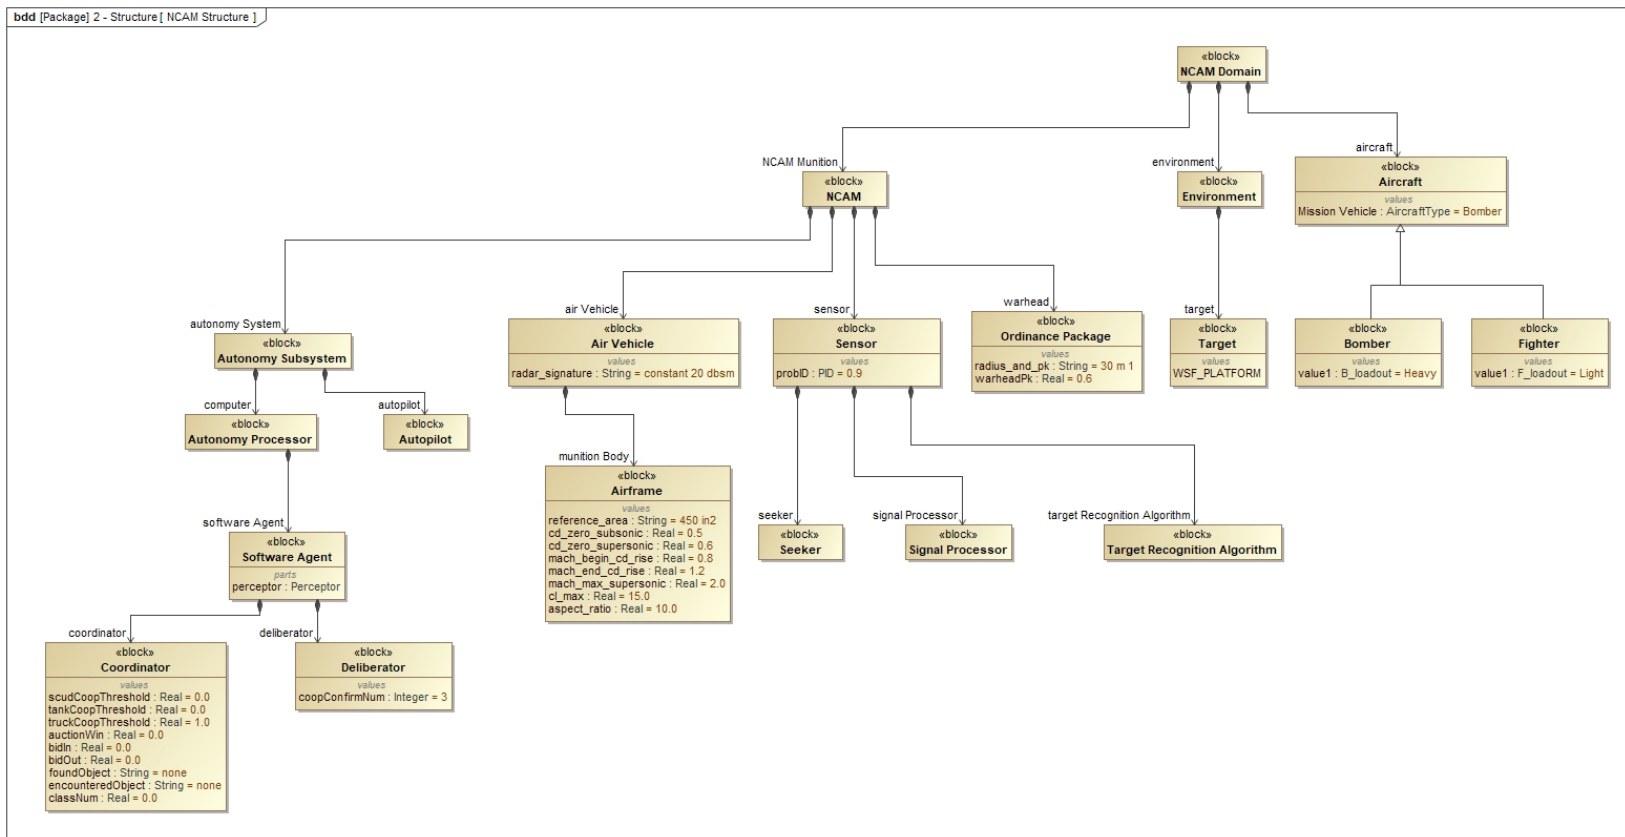 bdd [Package] 2 - Structure [ NCAM Structure ]
«block»
NCAM Domain
NCAM Munition
environment
aircraft
«block»
NCAM
«block»
Environment
«block»
Aircraft
values
Mission Vehicle : AircraftType = Bomber
autonomy System
air Vehicle
sensor
warhead
target
«block»
Autonomy Subsystem
«block»
Air Vehicle
values
radar_signature : String = constant 20 dbsm
«block»
Sensor
values
probID : PID = 0.9
«block»
Ordinance Package
values
radius_and_pk : String = 30 m 1
warheadPk : Real = 0.6
«block»
Target
values
WSF_PLATFORM
«block»
Bomber
values
value1 : B_loadout = Heavy
«block»
Fighter
values
value1 : F_loadout = Light
computer
autopilot
«block»
Autonomy Processor
«block»
Autopilot
munition Body
«block»
Airframe
values
reference_area : String = 450 in2
cd_zero_subsonic : Real = 0.5
cd_zero_supersonic : Real = 0.6
mach_begin_cd_rise : Real = 0.8
mach_end_cd_rise : Real = 1.2
mach_max_supersonic : Real = 2.0
cl_max : Real = 15.0
aspect_ratio : Real = 10.0
seeker
signal Processor
target Recognition Algorithm
«block»
Seeker
«block»
Signal Processor
«block»
Target Recognition Algorithm
software Agent
«block»
Software Agent
parts
perceptor : Perceptor
coordinator
deliberator
«block»
Coordinator
values
scudCoopThreshold : Real = 0.0
tankCoopThreshold : Real = 0.0
truckCoopThreshold : Real = 1.0
auctionWin : Real = 0.0
bidIn : Real = 0.0
bidOut : Real = 0.0
foundObject : String = none
encounteredObject : String = none
classNum : Real = 0.0
«block»
Deliberator
values
coopConfirmNum : Integer = 3